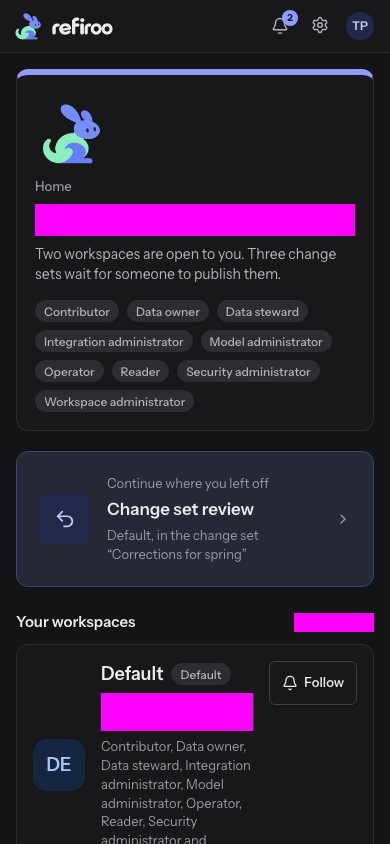 refiroo
2
TP
Home
Two workspaces are open to you. Three change
sets wait for someone to publish them.
Contributor
Data owner
Data steward
Integration administrator
Model administrator
Operator
Reader
Security administrator
Workspace administrator
Continue where you left off
Change set review
Default, in the change set
“Corrections for spring”
Your workspaces
Default
Default
Follow
DE
Contributor, Data owner,
Data steward, Integration
administrator, Model
administrator, Operator,
Reader, Security
administrator and